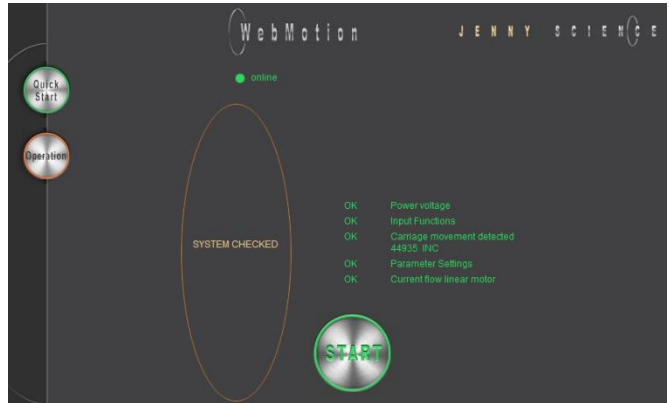 WebMotion
JENNY SCIENCE
online
Quick
Start
Operation
SYSTEM CHECKED
OK Power voltage
OK Input Functions
OK Carriage movement detected
44935 INC
OK Parameter Settings
OK Current flow linear motor
START